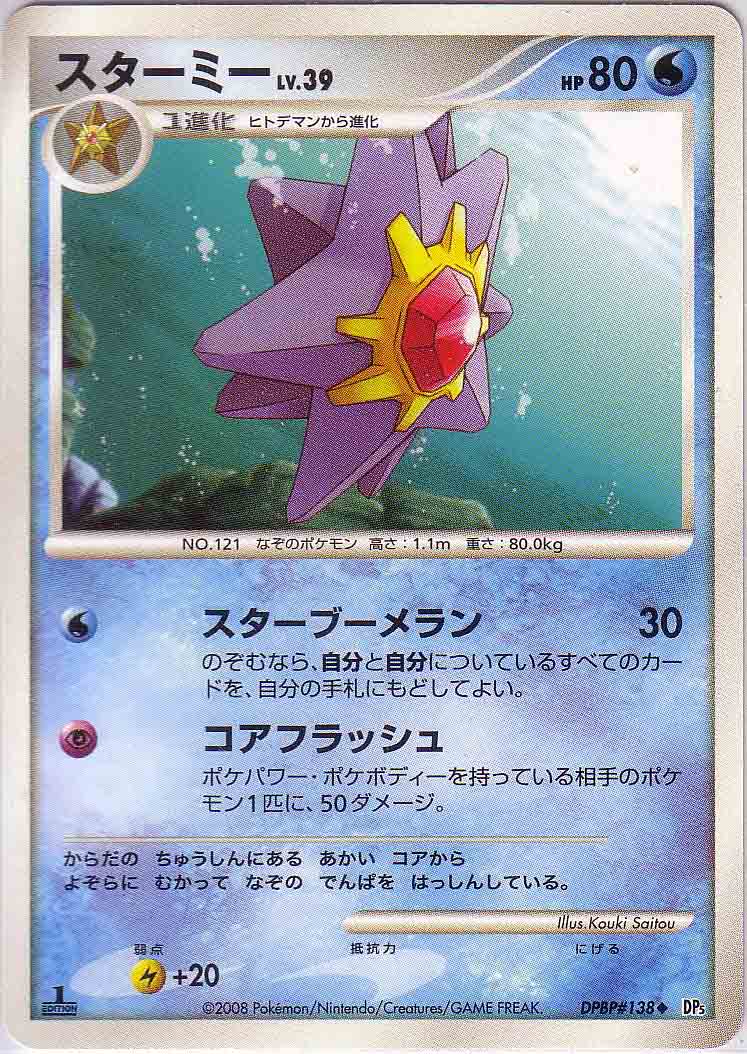 スターミー LV.39 HP 80
1進化 ヒトデマンから進化
NO.121 なぞのポケモン 高さ：1.1m 重さ：80.0kg
スターブーメラン 30
のぞむなら、自分と自分についているすべてのカー
ドを、自分の手札にもどしてよい。
コアフラッシュ
ポケパワー・ポケボディーを持っている相手のポケ
モン1匹に、50ダメージ。
からだの ちゅうしんにある あかい コアから
よぞらに むかって なぞの でんぱを はっしんしている。
Illus.Kouki Saitou
弱点 抵抗力 にげる
+20
1 EDITION
©2008 Pokémon/Nintendo/Creatures/GAME FREAK. DPBP#138◆ DP5